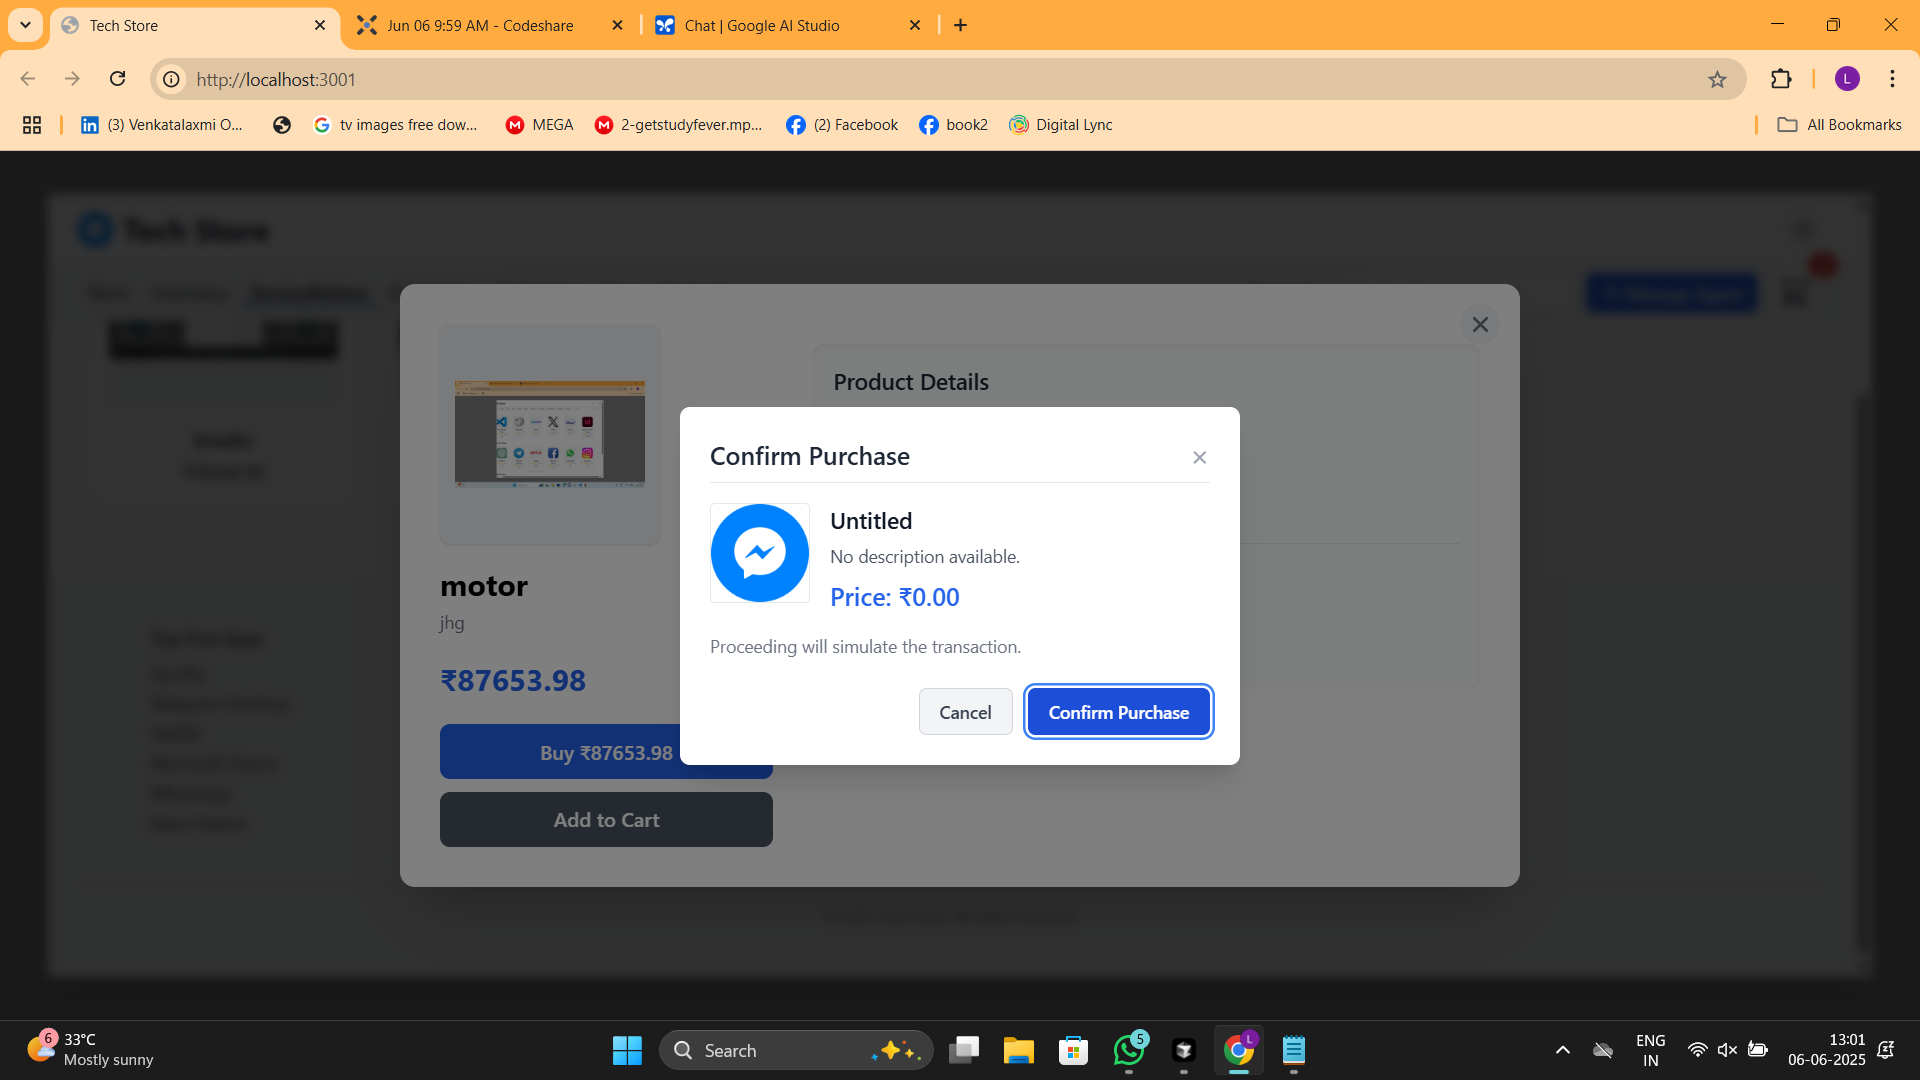 Tech Store
Jun 06 9:59 AM - Codeshare
Chat | Google AI Studio
http://localhost:3001
L
(3) Venkatalaxmi O...
tv images free dow...
MEGA
2-getstudyfever.mp...
(2) Facebook
book2
Digital Lync
All Bookmarks
Tech Store
Product Details
Confirm Purchase
Untitled
No description available.
Price: ₹0.00
Proceeding will simulate the transaction.
Cancel
Confirm Purchase
motor
jhg
₹87653.98
Buy ₹87653.98
Add to Cart
6
33°C
Mostly sunny
Search
5
L
ENG
IN
13:01
06-06-2025